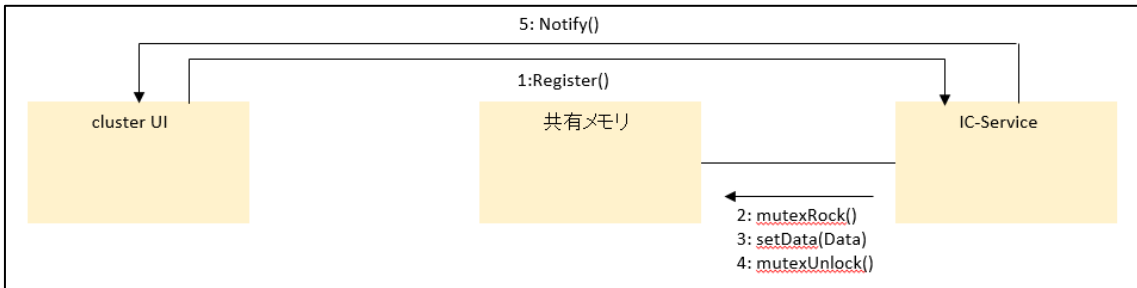 5: Notify()
1:Register()
cluster UI
共有メモリ
IC-Service
2: mutexRock()
3: setData(Data)
4: mutexUnlock()